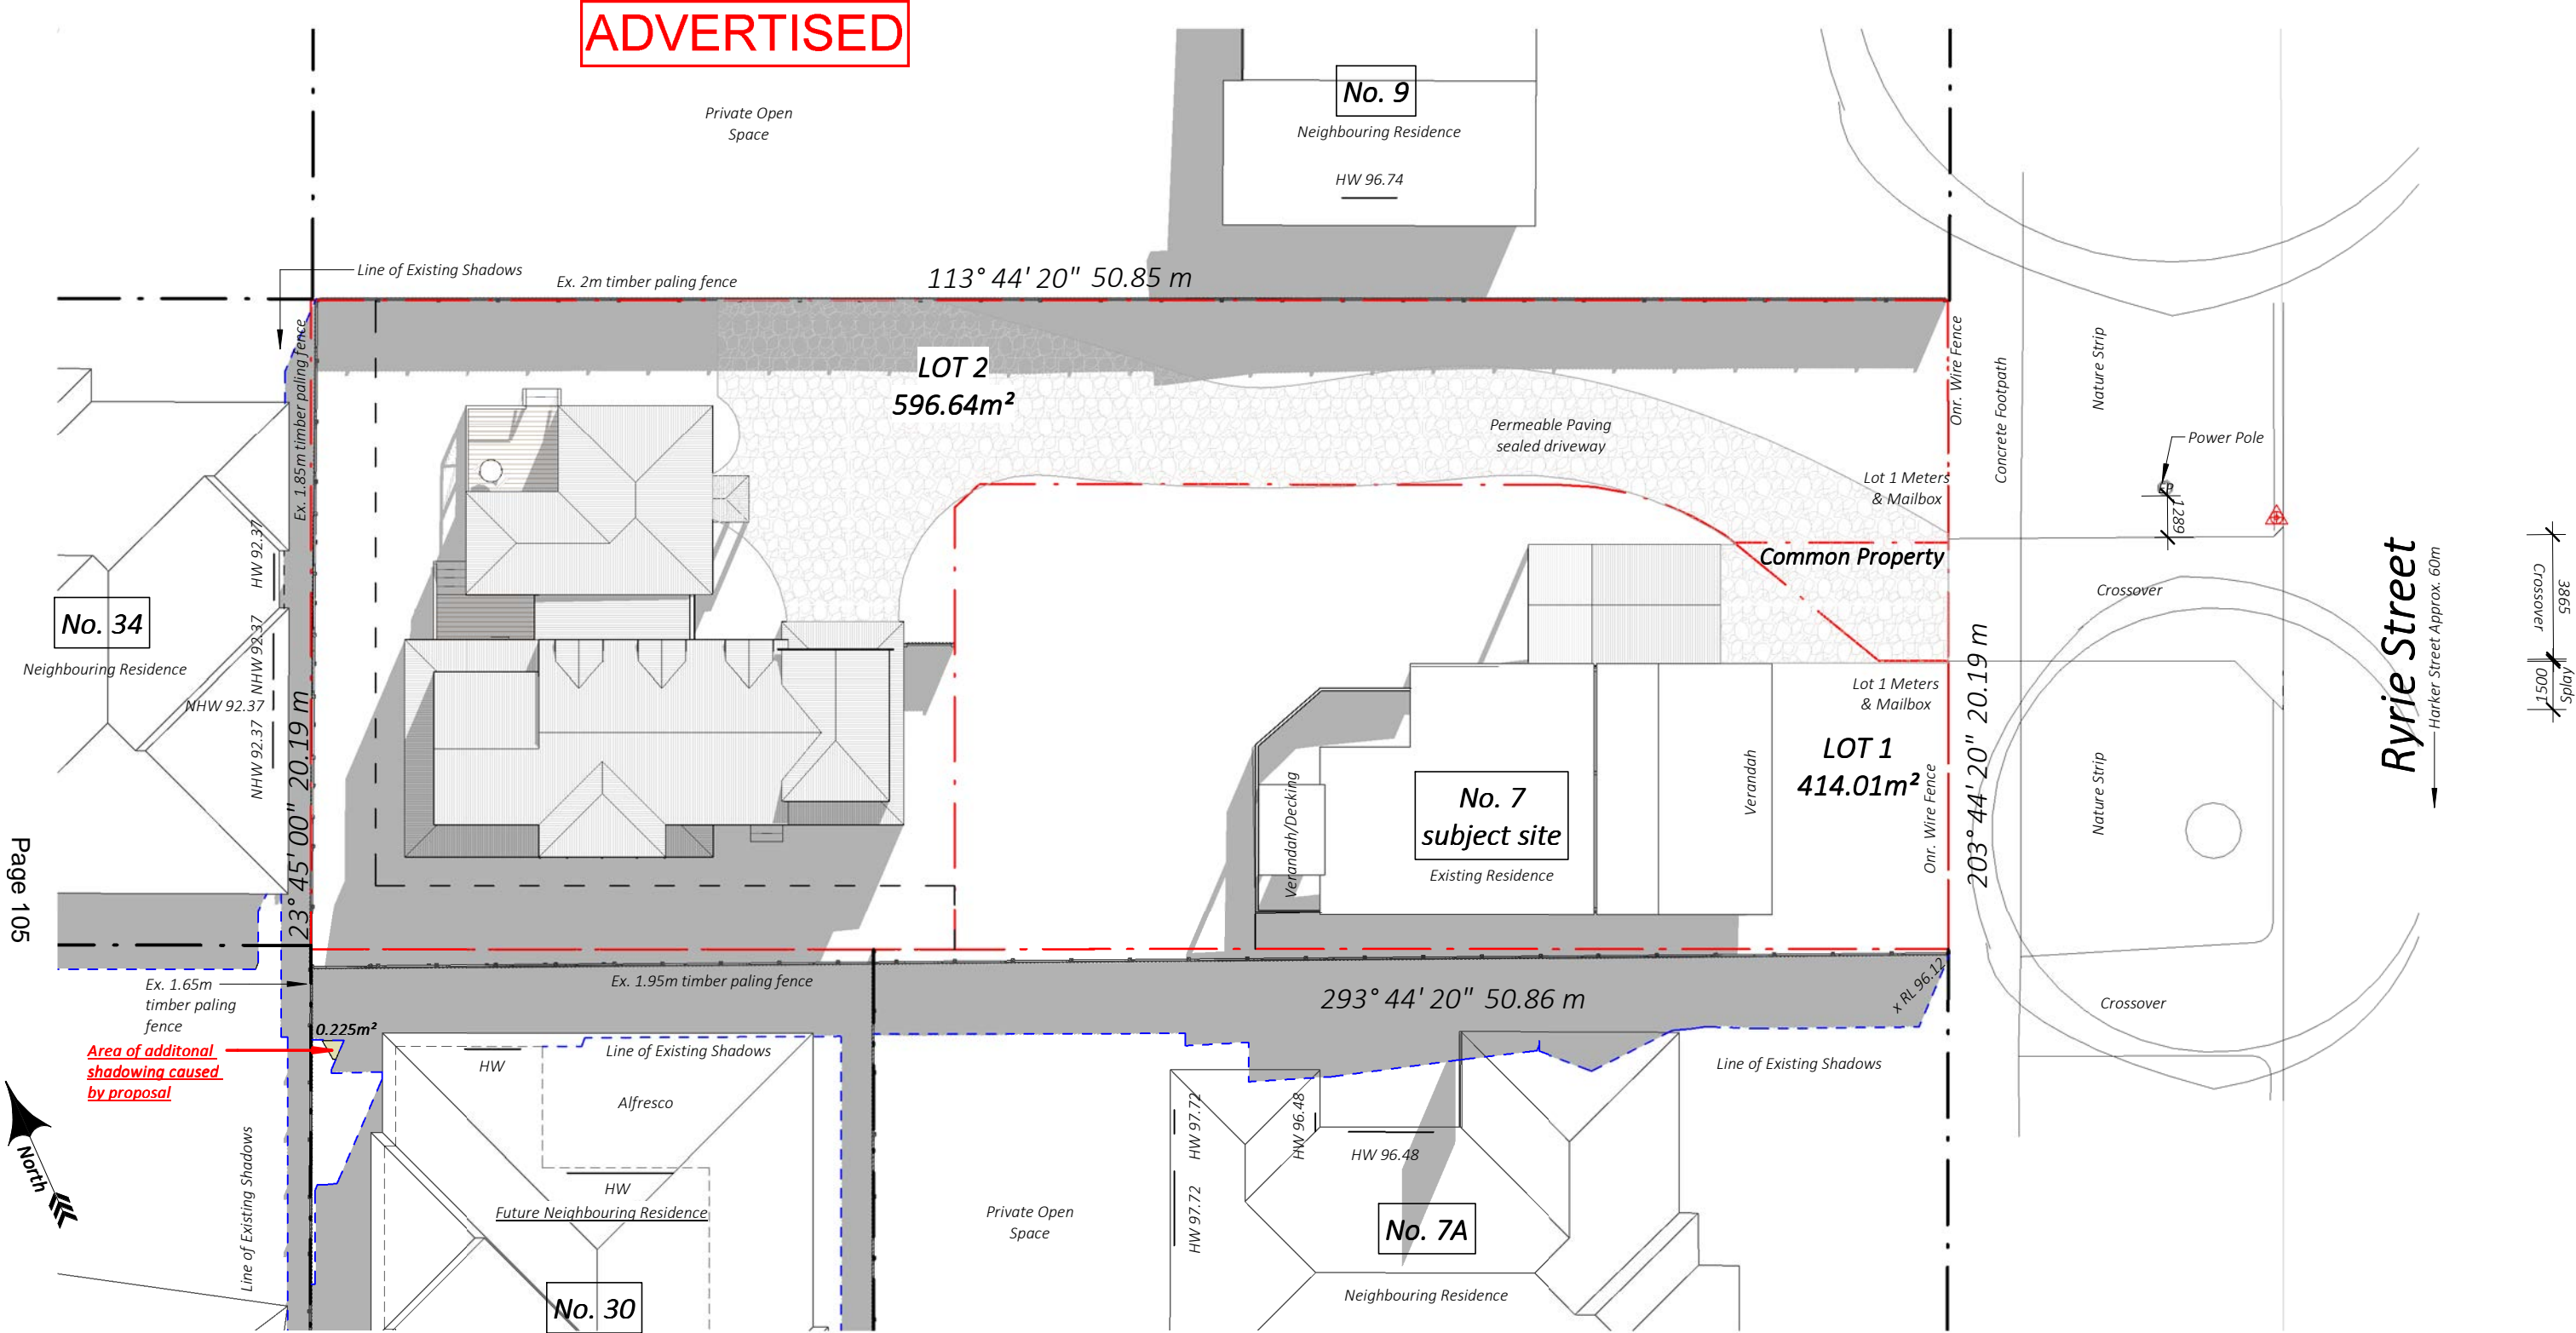 ADVERTISED
No. 9
Neighbouring Residence
HW 96.74
Private Open
Space
Line of Existing Shadows
Ex. 2m timber paling fence
113° 44' 20" 50.85 m
Ex. 1.85m timber paling fence
LOT 2
596.64m²
Permeable Paving
sealed driveway
Lot 1 Meters
& Mailbox
Common Property
Onr. Wire Fence
Concrete Footpath
Nature Strip
Power Pole
EP
1289
Crossover
3865
Crossover
1500
Splay
Ryrie Street
Harker Street Approx. 60m
HW 92.37
NHW 92.37
NHW 92.37
NHW 92.37
No. 34
Neighbouring Residence
23° 45' 00" 20.19 m
Verandah/Decking
No. 7
subject site
Existing Residence
Verandah
Lot 1 Meters
& Mailbox
LOT 1
414.01m²
Onr. Wire Fence
203° 44' 20" 20.19 m
Nature Strip
Crossover
Page 105
Ex. 1.65m
timber paling
fence
Ex. 1.95m timber paling fence
293° 44' 20" 50.86 m
x RL 96.12
0.225m²
Area of additonal
shadowing caused
by proposal
North
Line of Existing Shadows
HW
Line of Existing Shadows
Alfresco
HW
Future Neighbouring Residence
No. 30
Private Open
Space
HW 97.72
HW 97.72
HW 96.48
HW 96.48
No. 7A
Neighbouring Residence
Line of Existing Shadows